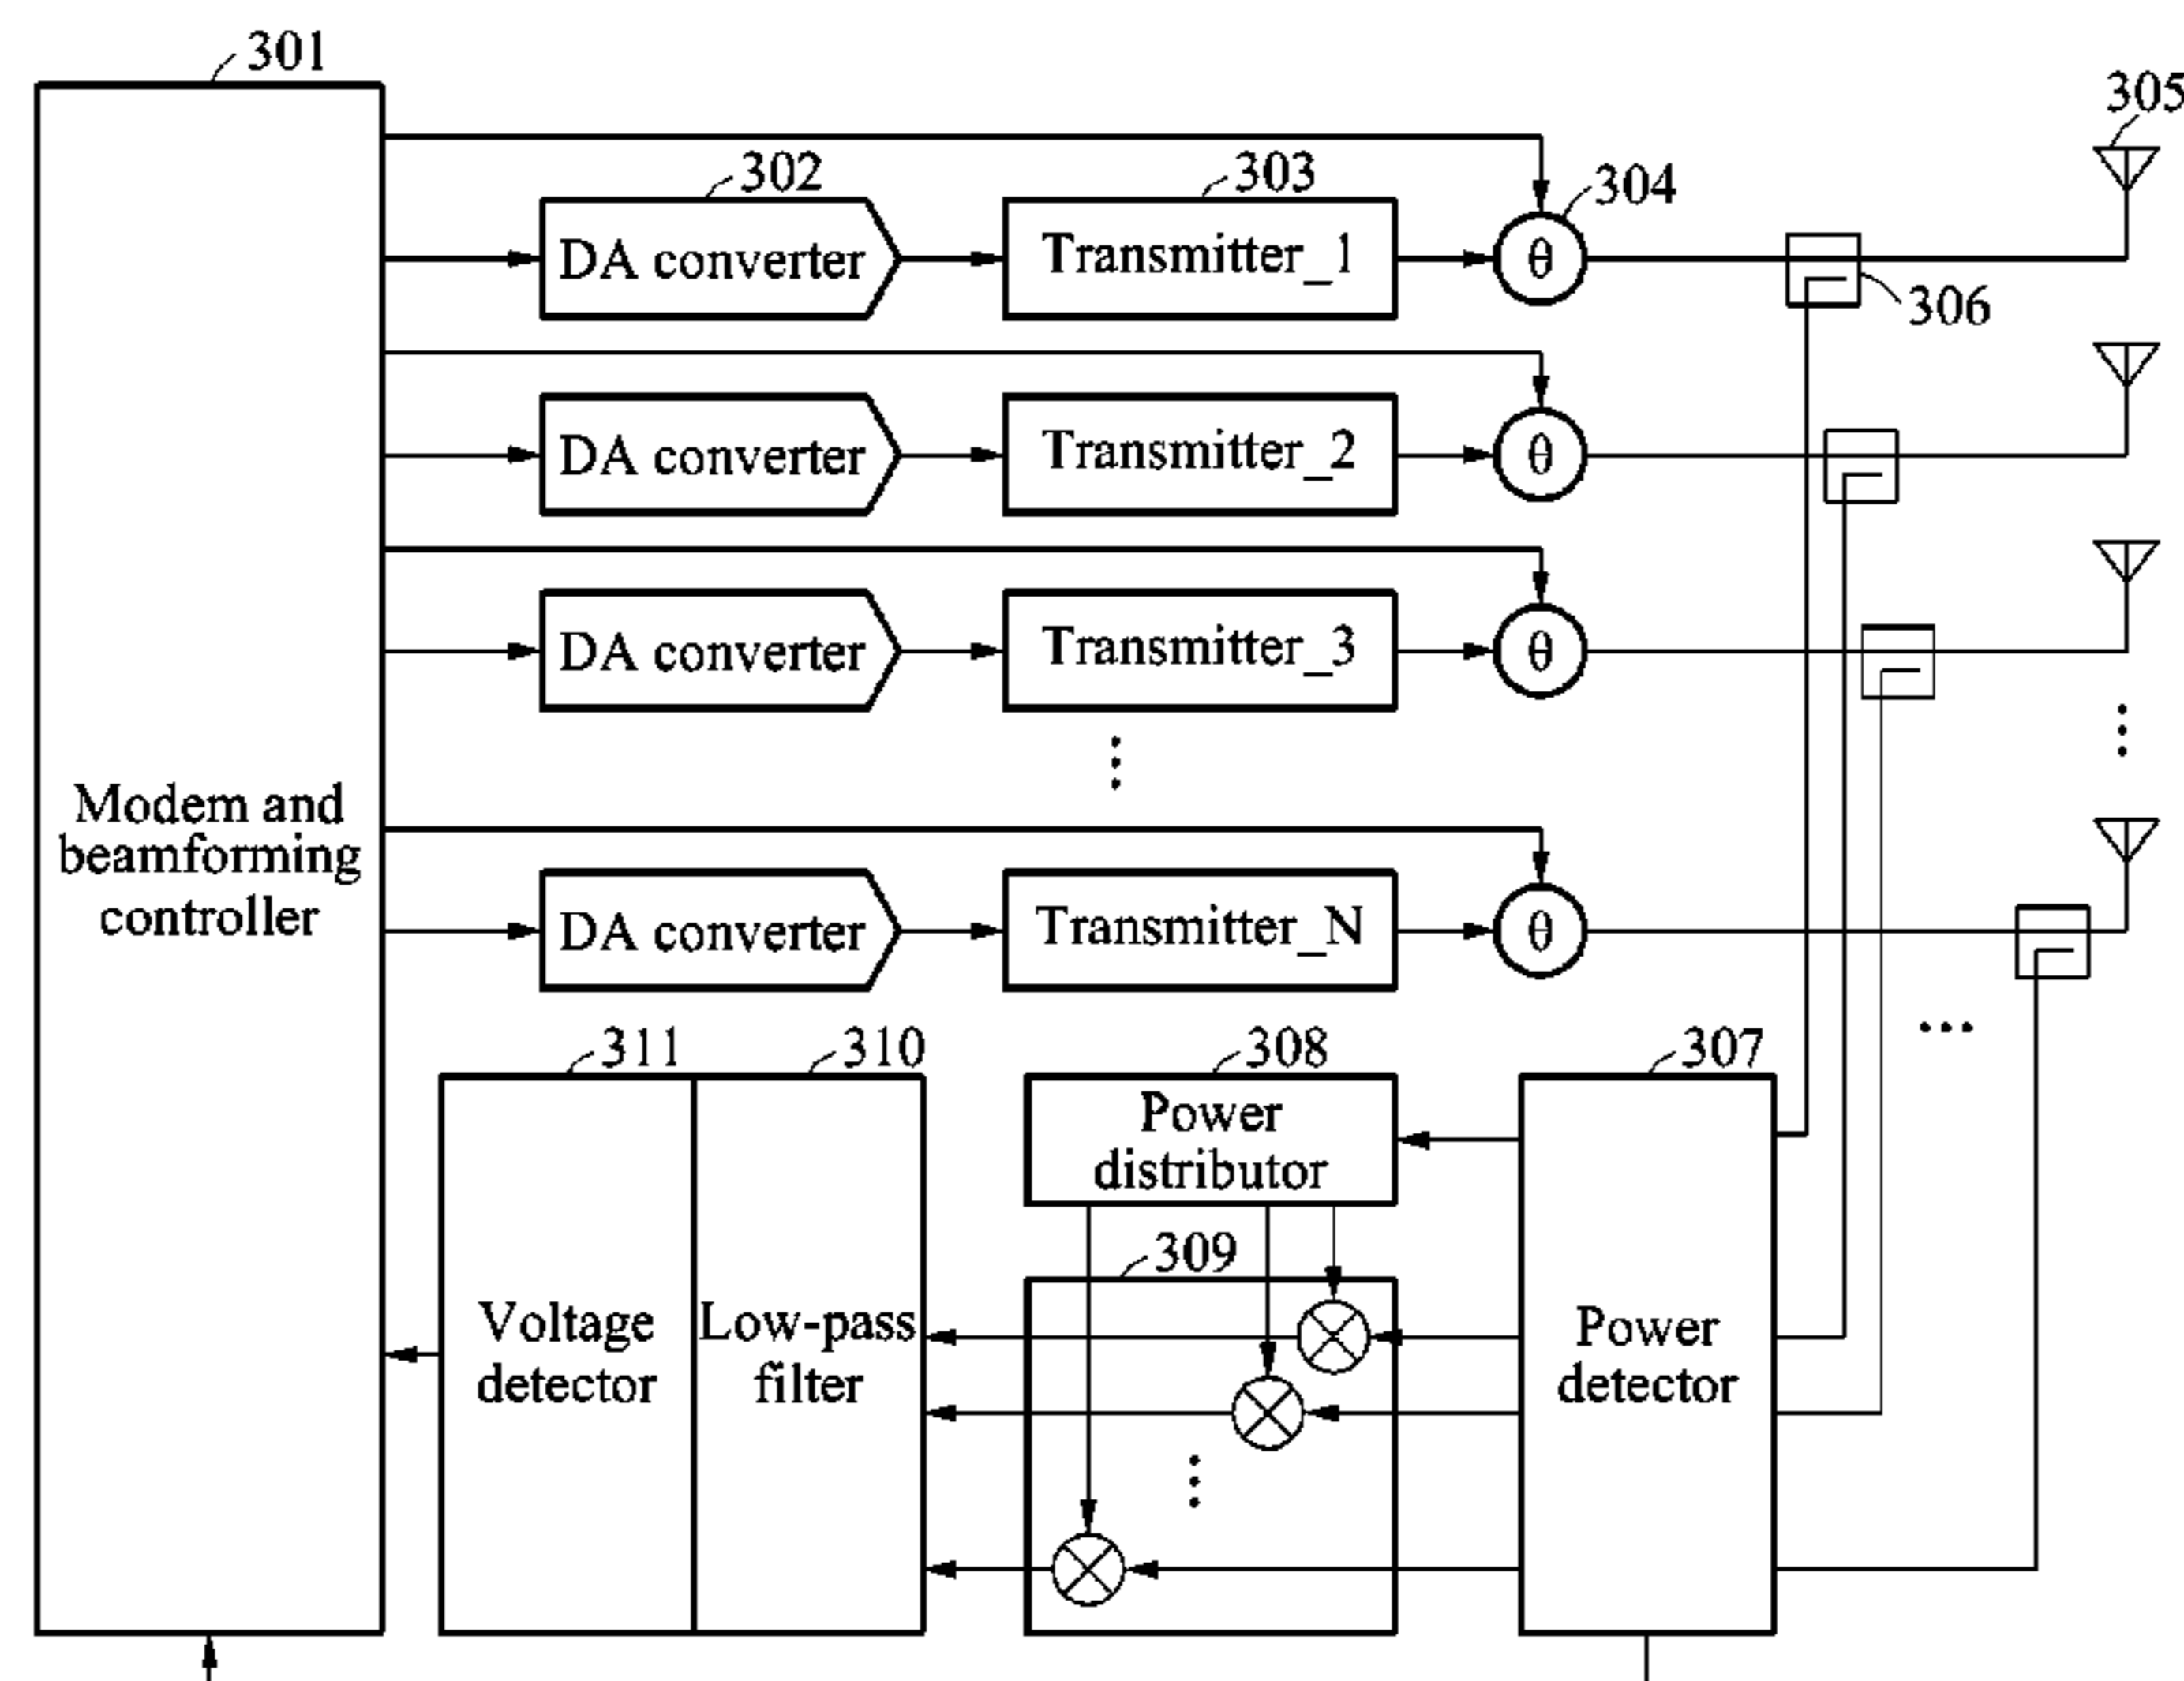 301
305
302
303
304
DA converter
Transmitter_1
θ
306
DA converter
Transmitter_2
θ
DA converter
Transmitter_3
θ
Modem and
beamforming
controller
DA converter
Transmitter_N
θ
311
310
308
307
Power
distributor
309
Voltage
detector
Low-pass
filter
Power
detector